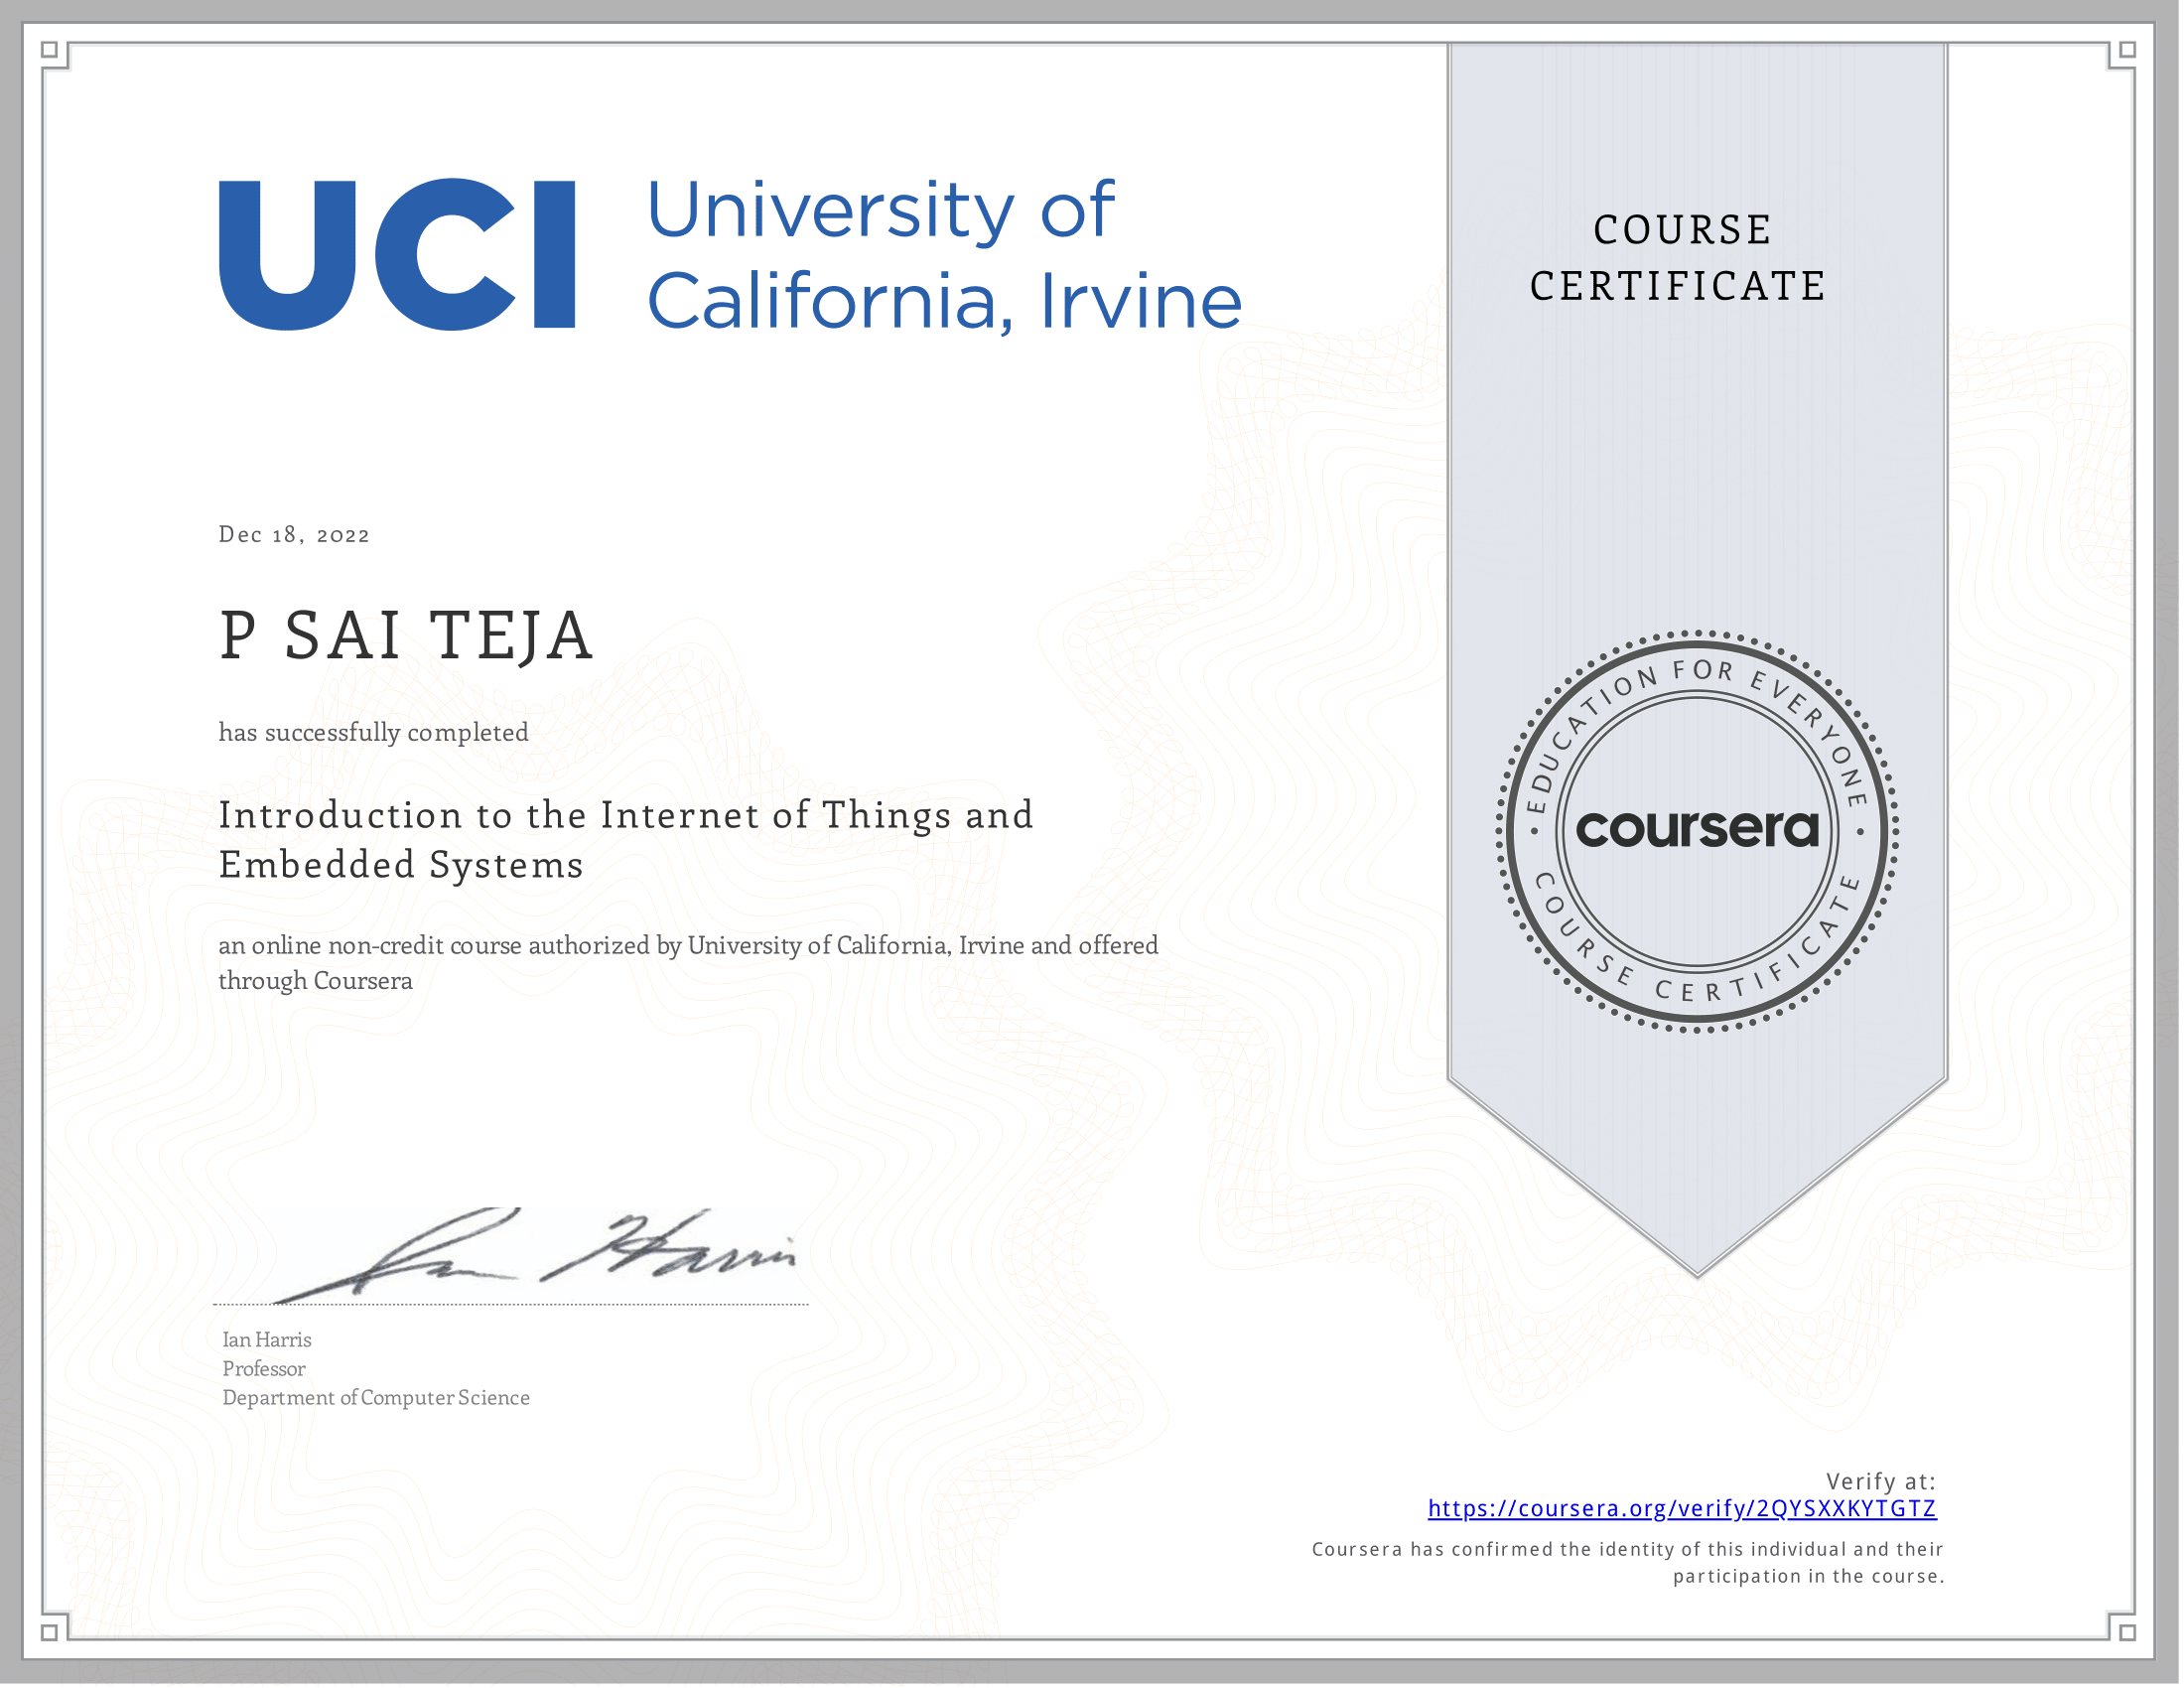 UCI University of
California, Irvine
COURSE
CERTIFICATE
Dec 18, 2022
P SAI TEJA
has successfully completed
Introduction to the Internet of Things and
Embedded Systems
an online non-credit course authorized by University of California, Irvine and offered
through Coursera
EDUCATION FOR EVERYONE
coursera
COURSE CERTIFICATE
Ian Harris
Ian Harris
Professor
Department of Computer Science
Verify at:
https://coursera.org/verify/2QYSXXKYTGTZ
Coursera has confirmed the identity of this individual and their
participation in the course.